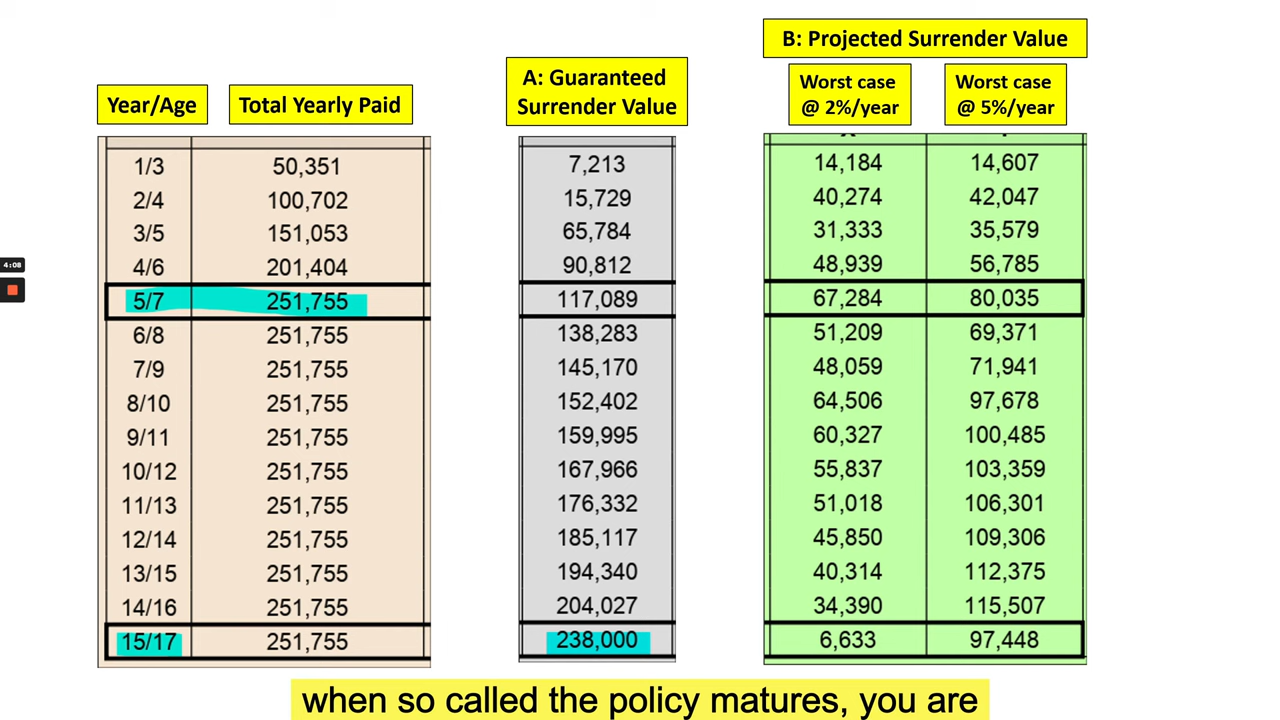 B: Projected Surrender Value
A: Guaranteed
Surrender Value
Worst case
@ 2%/year
Worst case
@ 5%/year
Year/Age Total Yearly Paid
1/3 50,351 7,213 14,184 14,607
2/4 100,702 15,729 40,274 42,047
3/5 151,053 65,784 31,333 35,579
4/6 201,404 90,812 48,939 56,785
4:08
5/7 251,755 117,089 67,284 80,035
6/8 251,755 138,283 51,209 69,371
7/9 251,755 145,170 48,059 71,941
8/10 251,755 152,402 64,506 97,678
9/11 251,755 159,995 60,327 100,485
10/12 251,755 167,966 55,837 103,359
11/13 251,755 176,332 51,018 106,301
12/14 251,755 185,117 45,850 109,306
13/15 251,755 194,340 40,314 112,375
14/16 251,755 204,027 34,390 115,507
15/17 251,755 238,000 6,633 97,448
when so called the policy matures, you are